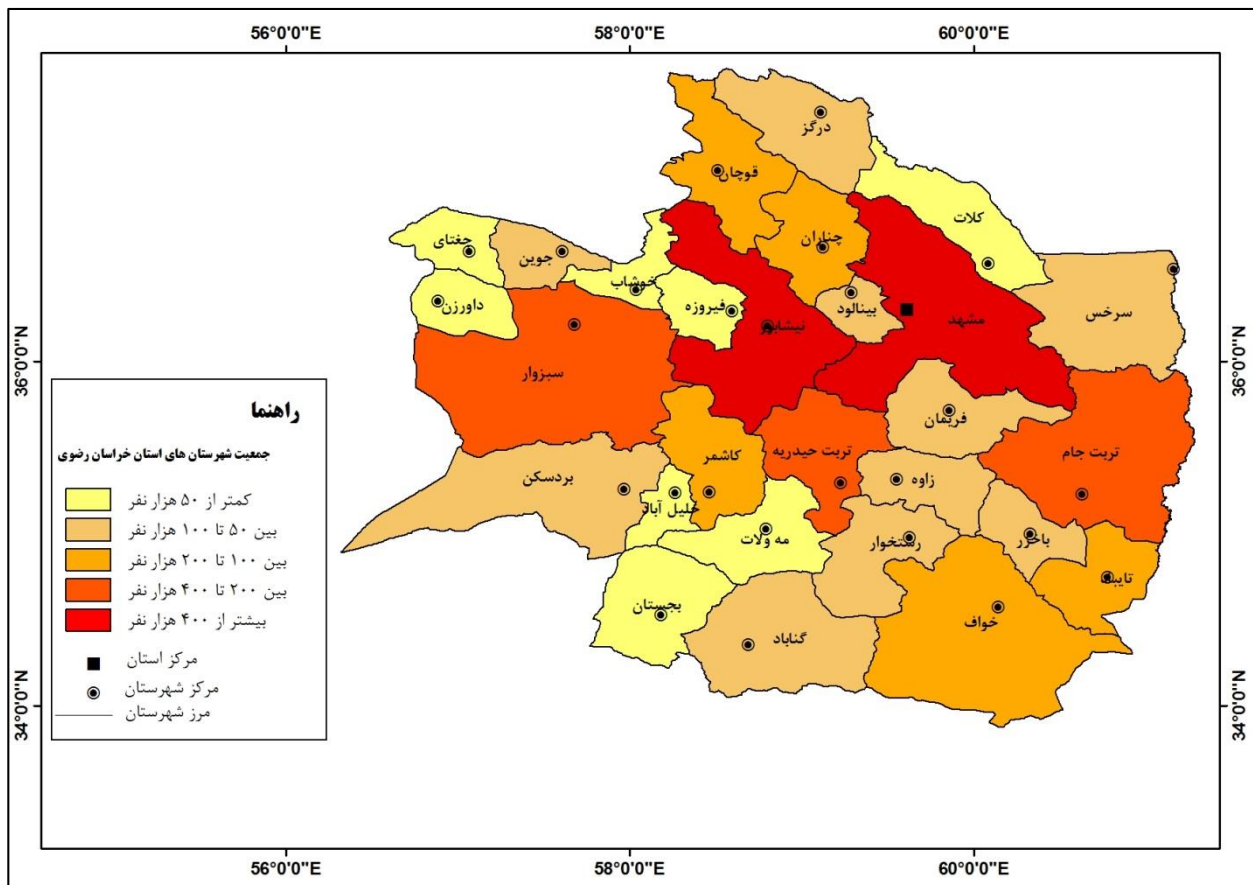 56°0'0"E 58°0'0"E 60°0'0"E
درگز
قوچان
کلات
چناران
جغتای
جوین
خوشاب
بینالود
سرخس
داورزن
فیروزه
نیشابور
مشهد
36°0'0"N 36°0'0"N
سبزوار
فریمان
کاشمر
تربت حیدریه
تربت جام
بردسکن
زاوه
خلیل آباد
مه ولات
رشتخوار
باخرز
تایباد
بجستان
خواف
گناباد
34°0'0"N 34°0'0"N
راهنما
جمعیت شهرستان های استان خراسان رضوی
کمتر از ۵۰ هزار نفر
بین ۵۰ تا ۱۰۰ هزار نفر
بین ۱۰۰ تا ۲۰۰ هزار نفر
بین ۲۰۰ تا ۴۰۰ هزار نفر
بیشتر از ۴۰۰ هزار نفر
مرکز استان
مرکز شهرستان
مرز شهرستان
56°0'0"E 58°0'0"E 60°0'0"E